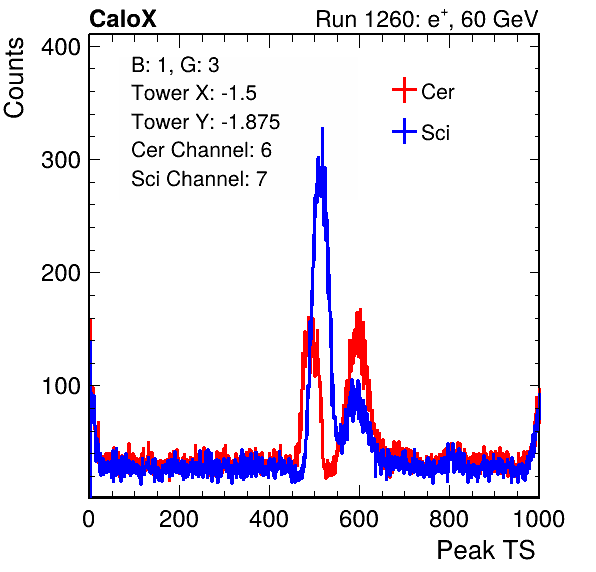 CaloX Run 1260: e⁺, 60 GeV
Counts
400
300
200
100
B: 1, G: 3
Tower X: -1.5
Tower Y: -1.875
Cer Channel: 6
Sci Channel: 7
Cer
Sci
0 200 400 600 800 1000
Peak TS